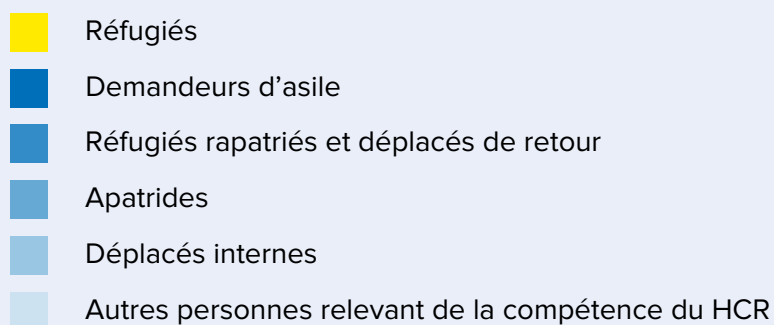 Réfugiés
Demandeurs d’asile
Réfugiés rapatriés et déplacés de retour
Apatrides
Déplacés internes
Autres personnes relevant de la compétence du HCR